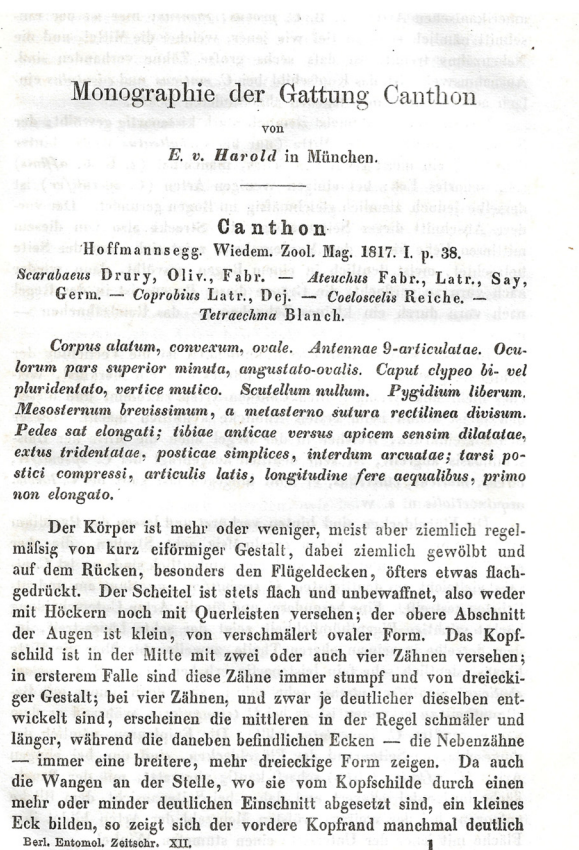 Monographie der Gattung Canthon
von
E. v. Harold in München.
Canthon
Hoffmannsegg. Wiedem. Zool. Mag. 1817. I. p. 38.
Scarabaeus Drury, Oliv., Fabr. — Ateuchus Fabr., Latr., Say,
Germ. — Coprobius Latr., Dej. — Coeloscelis Reiche. —
Tetraechma Blanch.
Corpus alatum, convexum, ovale. Antennae 9-articulatae. Ocu-
lorum pars superior minuta, angustato-ovalis. Caput clypeo bi- vel
pluridentato, vertice mutico. Scutellum nullum. Pygidium liberum.
Mesosternum brevissimum, a metasterno sutura rectilinea divisum.
Pedes sat elongati; tibiae anticae versus apicem sensim dilatatae,
extus tridentatae, posticae simplices, interdum arcuatae; tarsi po-
stici compressi, articulis latis, longitudine fere aequalibus, primo
non elongato.
Der Körper ist mehr oder weniger, meist aber ziemlich regel-
mäſsig von kurz eiförmiger Gestalt, dabei ziemlich gewölbt und
auf dem Rücken, besonders den Flügeldecken, öfters etwas flach-
gedrückt. Der Scheitel ist stets flach und unbewaffnet, also weder
mit Höckern noch mit Querleisten versehen; der obere Abschnitt
der Augen ist klein, von verschmälert ovaler Form. Das Kopf-
schild ist in der Mitte mit zwei oder auch vier Zähnen versehen;
in ersterem Falle sind diese Zähne immer stumpf und von dreiecki-
ger Gestalt; bei vier Zähnen, und zwar je deutlicher dieselben ent-
wickelt sind, erscheinen die mittleren in der Regel schmäler und
länger, während die daneben befindlichen Ecken — die Nebenzähne
— immer eine breitere, mehr dreieckige Form zeigen. Da auch
die Wangen an der Stelle, wo sie vom Kopfschilde durch einen
mehr oder minder deutlichen Einschnitt abgesetzt sind, ein kleines
Eck bilden, so zeigt sich der vordere Kopfrand manchmal deutlich
Berl. Entomol. Zeitschr. XII. 1